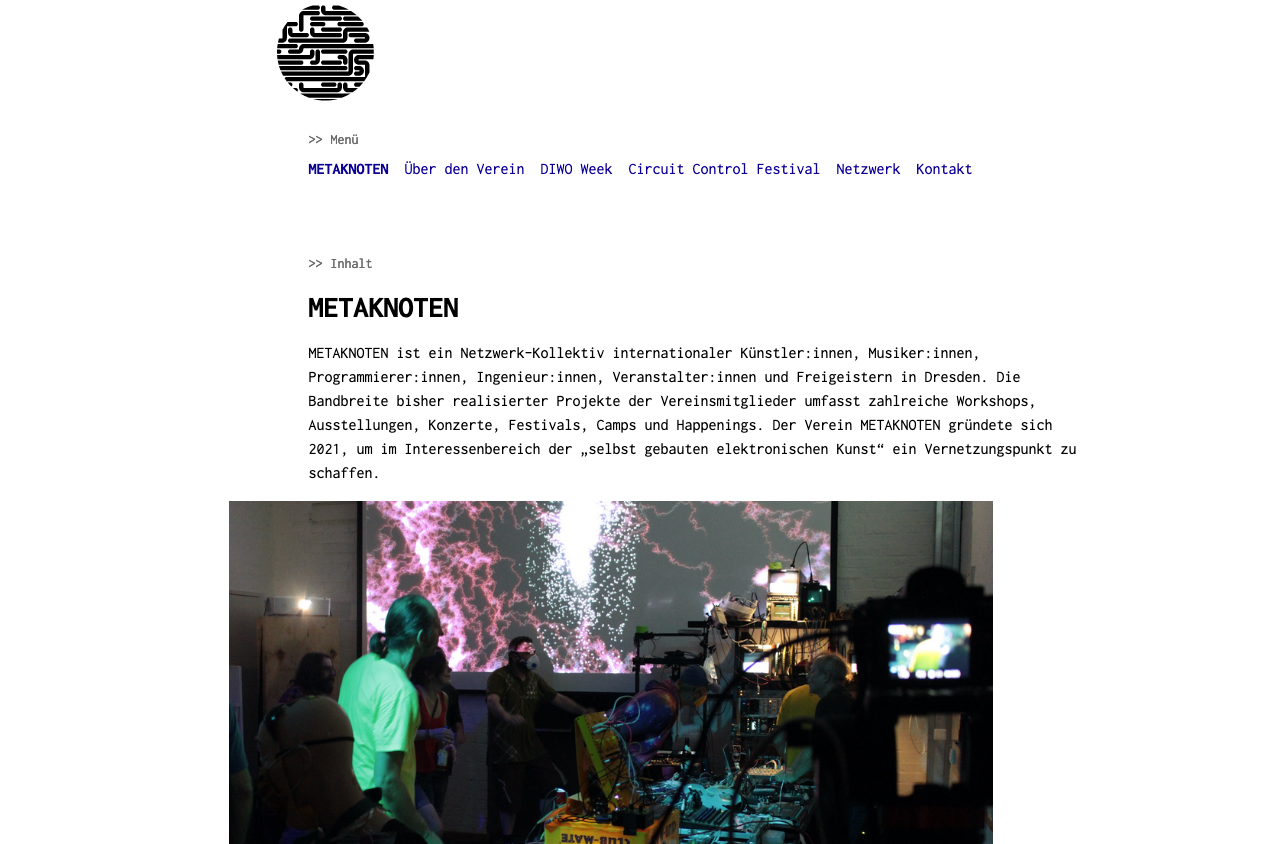 >> Menü
METAKNOTEN Über den Verein DIWO Week Circuit Control Festival Netzwerk Kontakt
>> Inhalt
METAKNOTEN
METAKNOTEN ist ein Netzwerk-Kollektiv internationaler Künstler:innen, Musiker:innen,
Programmierer:innen, Ingenieur:innen, Veranstalter:innen und Freigeistern in Dresden. Die
Bandbreite bisher realisierter Projekte der Vereinsmitglieder umfasst zahlreiche Workshops,
Ausstellungen, Konzerte, Festivals, Camps und Happenings. Der Verein METAKNOTEN gründete sich
2021, um im Interessenbereich der „selbst gebauten elektronischen Kunst“ ein Vernetzungspunkt zu
schaffen.
CLUB-MATE